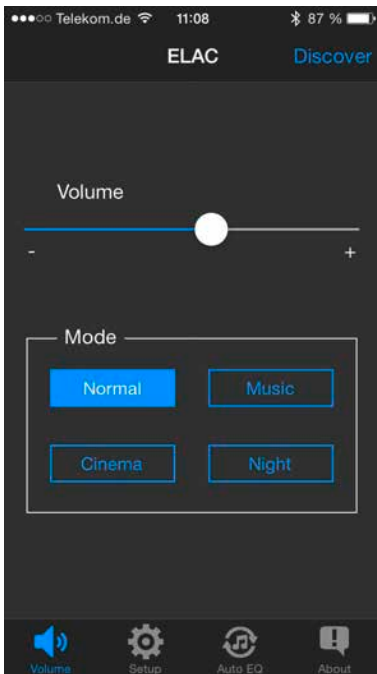 Telekom.de 11:08 87 %
ELAC Discover
Volume
- +
Mode
Normal Music
Cinema Night
Volume Setup Auto EQ About